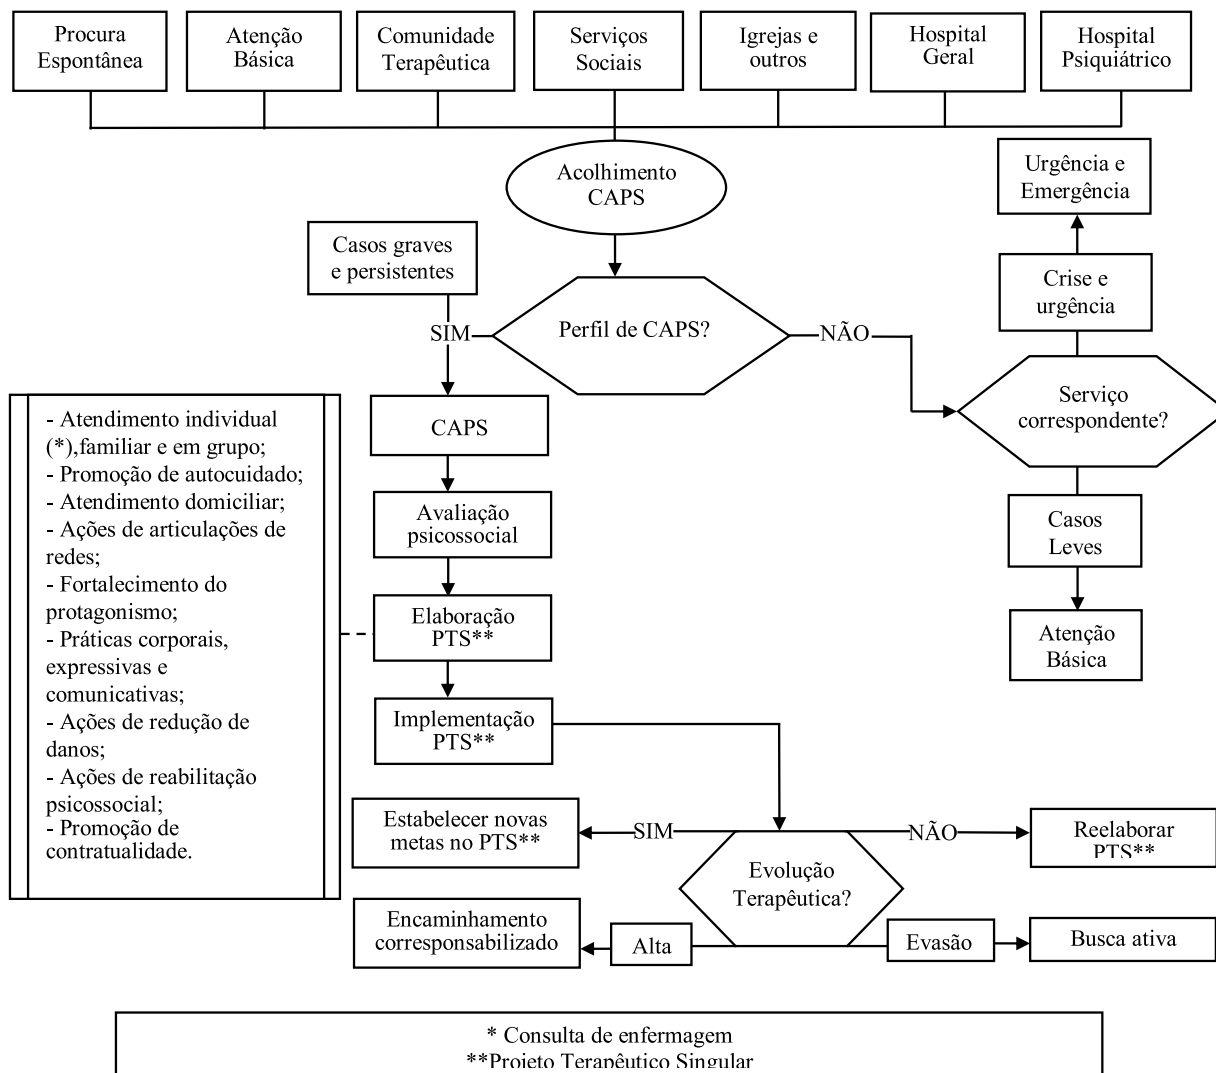 Procura
Espontânea
Atenção
Básica
Comunidade
Terapêutica
Serviços
Sociais
Igrejas e
outros
Hospital
Geral
Hospital
Psiquiátrico
Acolhimento
CAPS
Urgência e
Emergência
Casos graves
e persistentes
Crise e
urgência
SIM
Perfil de CAPS?
NÃO
Serviço
correspondente?
CAPS
Avaliação
psicossocial
Casos
Leves
Elaboração
PTS**
Atenção
Básica
- Atendimento individual
(*),familiar e em grupo;
- Promoção de autocuidado;
- Atendimento domiciliar;
- Ações de articulações de
redes;
- Fortalecimento do
protagonismo;
- Práticas corporais,
expressivas e
comunicativas;
- Ações de redução de
danos;
- Ações de reabilitação
psicossocial;
- Promoção de
contratualidade.
Implementação
PTS**
Estabelecer novas
metas no PTS**
SIM
NÃO
Reelaborar
PTS**
Evolução
Terapêutica?
Encaminhamento
corresponsabilizado
Alta
Evasão
Busca ativa
* Consulta de enfermagem
**Projeto Terapêutico Singular